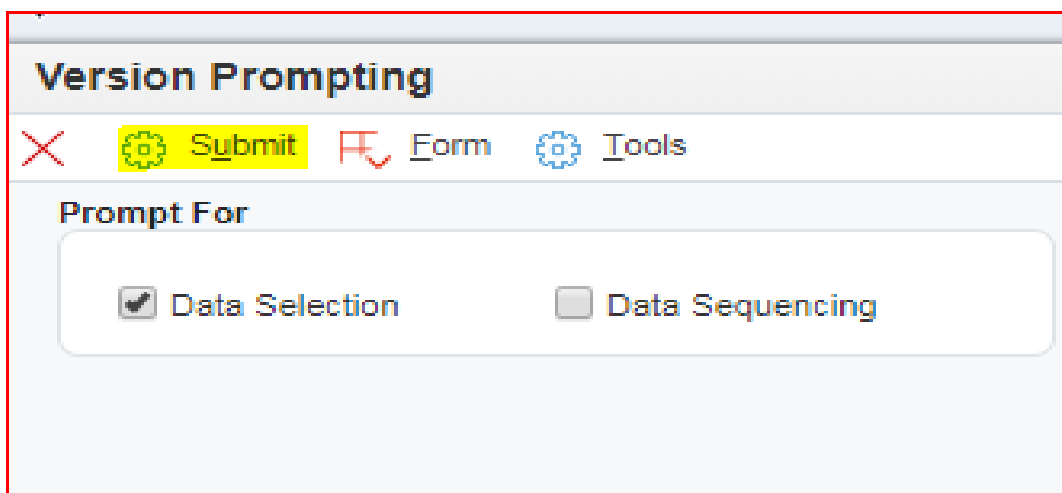 Version Prompting
Submit Form Tools
Prompt For
Data Selection Data Sequencing